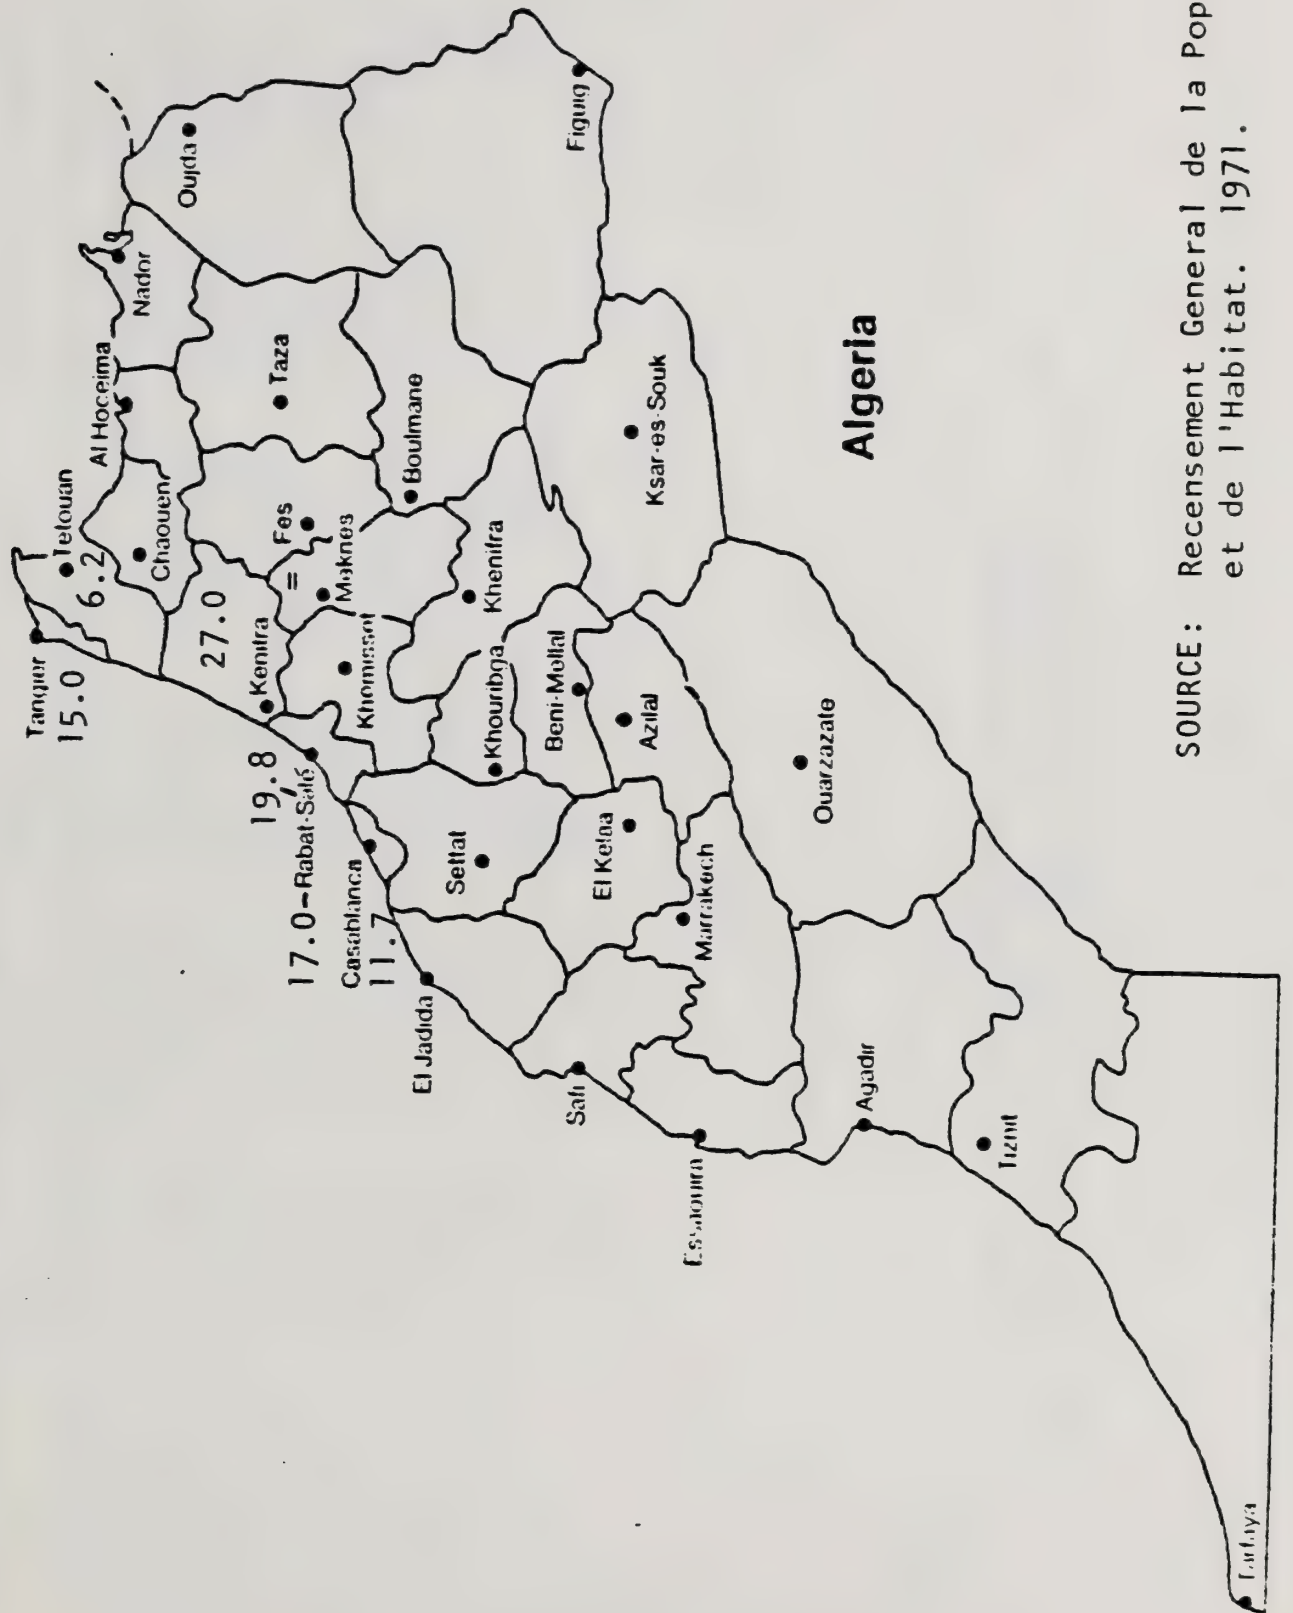 Tangier
15.0
Tetouan
6.2
Chaouen
Al Hoceima
Nador
Oujda
27.0
Kenitra
=
Fes
Meknes
Taza
Boulmane
Figuig
19.8
17.0-Rabat-Salé
Khemisset
Khenifra
Casablanca
11.7
Settat
Khouribga
Beni-Mellal
Ksar-es-Souk
El Jadida
El Kelaa
Azilal
Safi
Marrakech
Ouarzazate
Essaouira
Agadir
Tiznit
Tarfaya
Algeria
SOURCE: Recensement General de la Pop
et de l'Habitat. 1971.